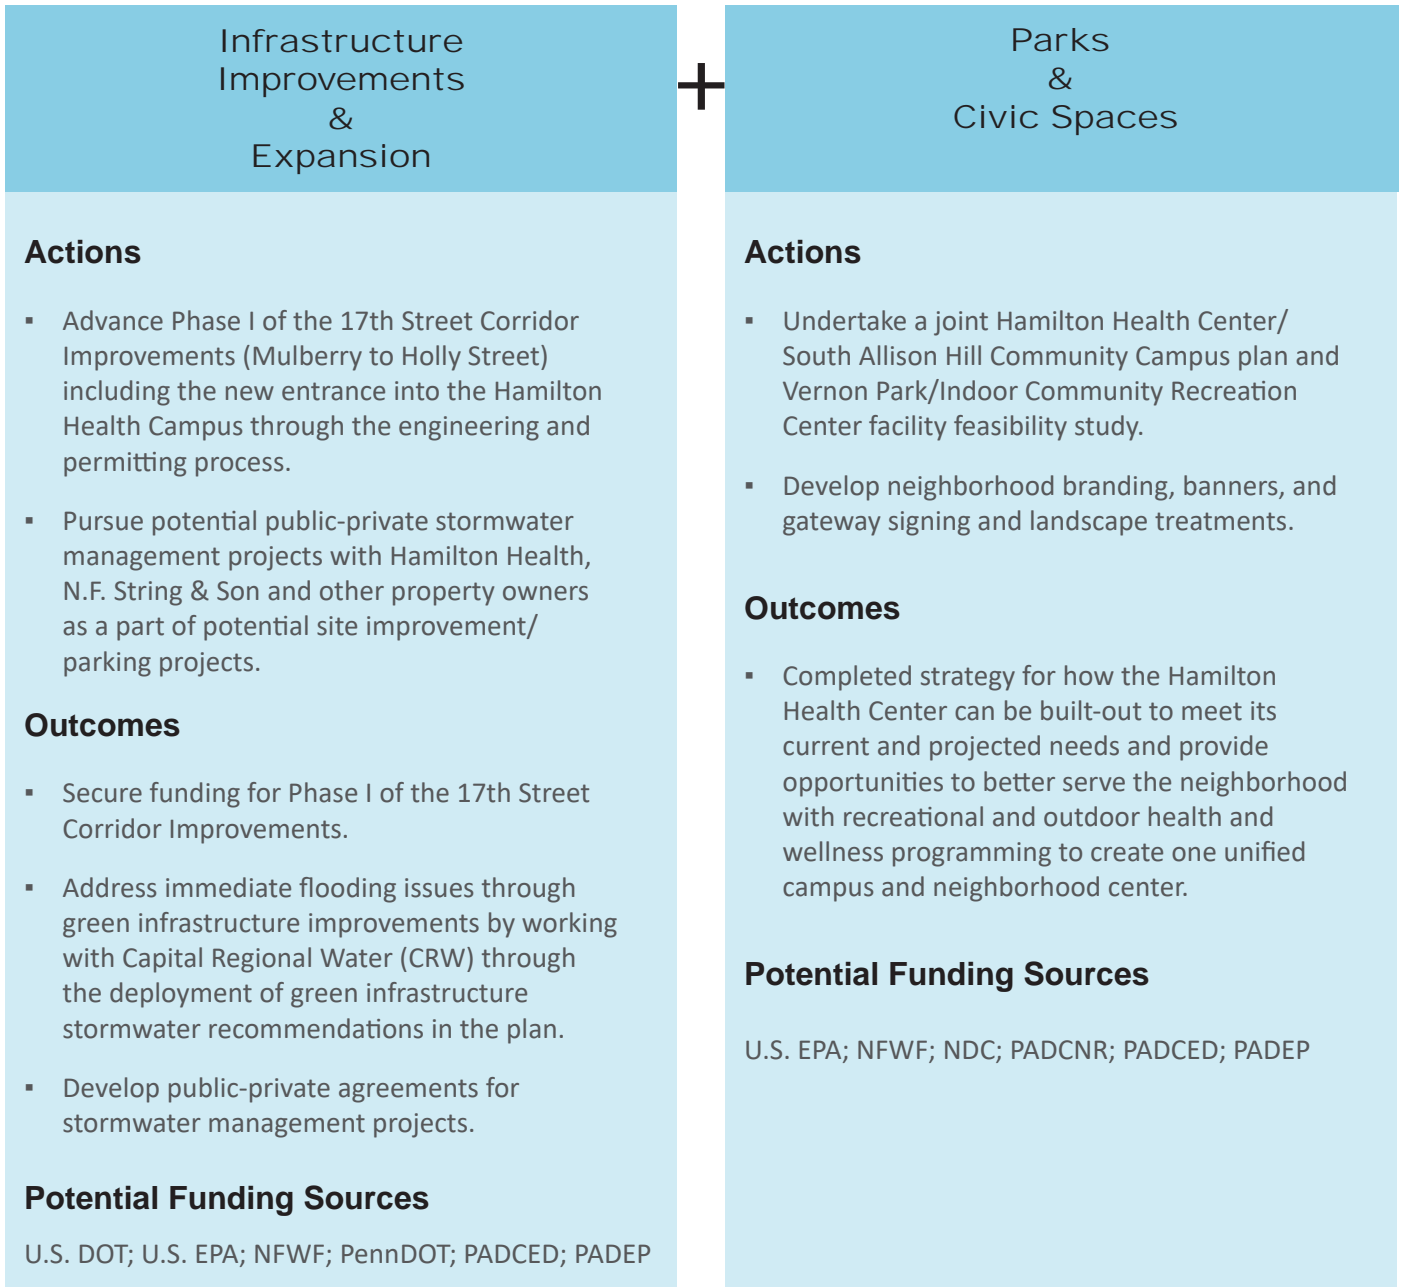 Infrastructure
Improvements
&
Expansion
Actions
▪ Advance Phase I of the 17th Street Corridor
Improvements (Mulberry to Holly Street)
including the new entrance into the Hamilton
Health Campus through the engineering and
permitting process.
▪ Pursue potential public-private stormwater
management projects with Hamilton Health,
N.F. String & Son and other property owners
as a part of potential site improvement/
parking projects.
Outcomes
▪ Secure funding for Phase I of the 17th Street
Corridor Improvements.
▪ Address immediate flooding issues through
green infrastructure improvements by working
with Capital Regional Water (CRW) through
the deployment of green infrastructure
stormwater recommendations in the plan.
▪ Develop public-private agreements for
stormwater management projects.
Potential Funding Sources
U.S. DOT; U.S. EPA; NFWF; PennDOT; PADCED; PADEP
+
Parks
&
Civic Spaces
Actions
▪ Undertake a joint Hamilton Health Center/
South Allison Hill Community Campus plan and
Vernon Park/Indoor Community Recreation
Center facility feasibility study.
▪ Develop neighborhood branding, banners, and
gateway signing and landscape treatments.
Outcomes
▪ Completed strategy for how the Hamilton
Health Center can be built-out to meet its
current and projected needs and provide
opportunities to better serve the neighborhood
with recreational and outdoor health and
wellness programming to create one unified
campus and neighborhood center.
Potential Funding Sources
U.S. EPA; NFWF; NDC; PADCNR; PADCED; PADEP